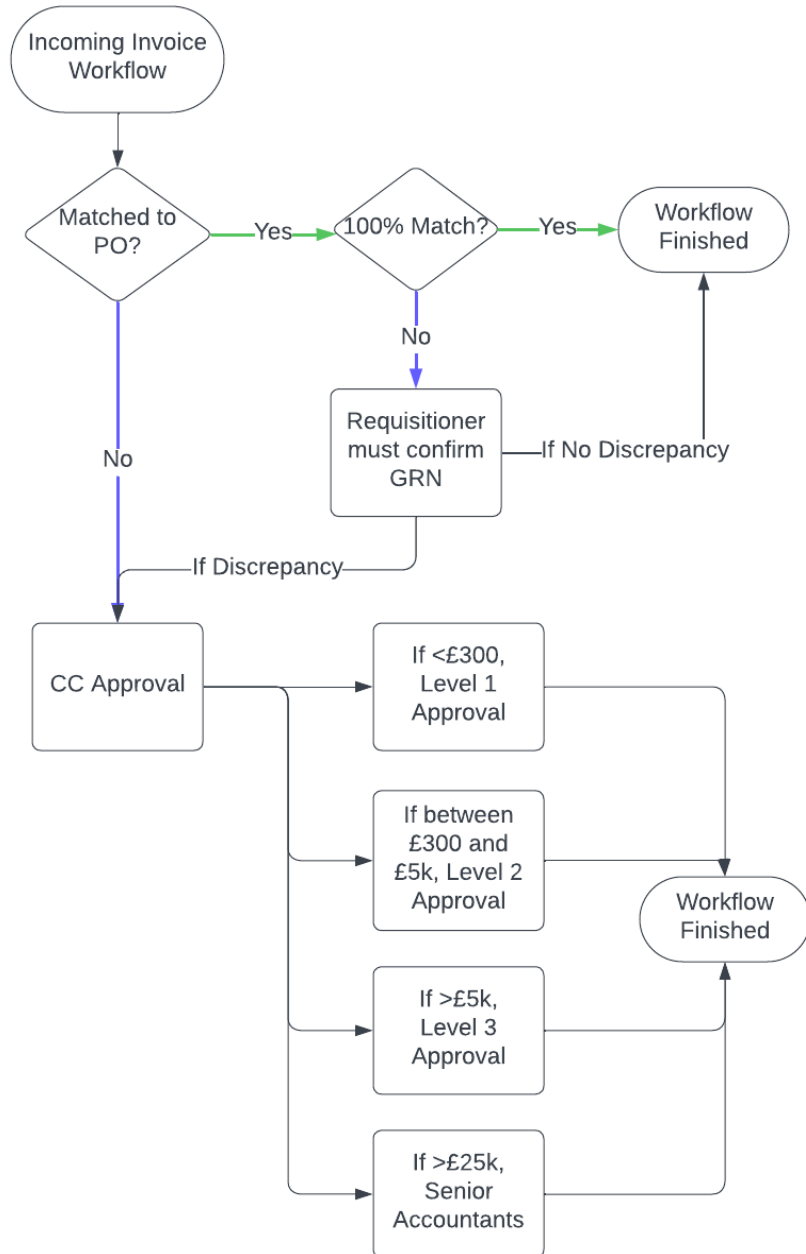 Incoming Invoice
Workflow
Matched to
PO?
Yes
100% Match?
Yes
Workflow
Finished
No
No
Requisitioner
must confirm
GRN
If No Discrepancy
If Discrepancy
CC Approval
If <£300,
Level 1
Approval
If between
£300 and
£5k, Level 2
Approval
Workflow
Finished
If >£5k,
Level 3
Approval
If >£25k,
Senior
Accountants